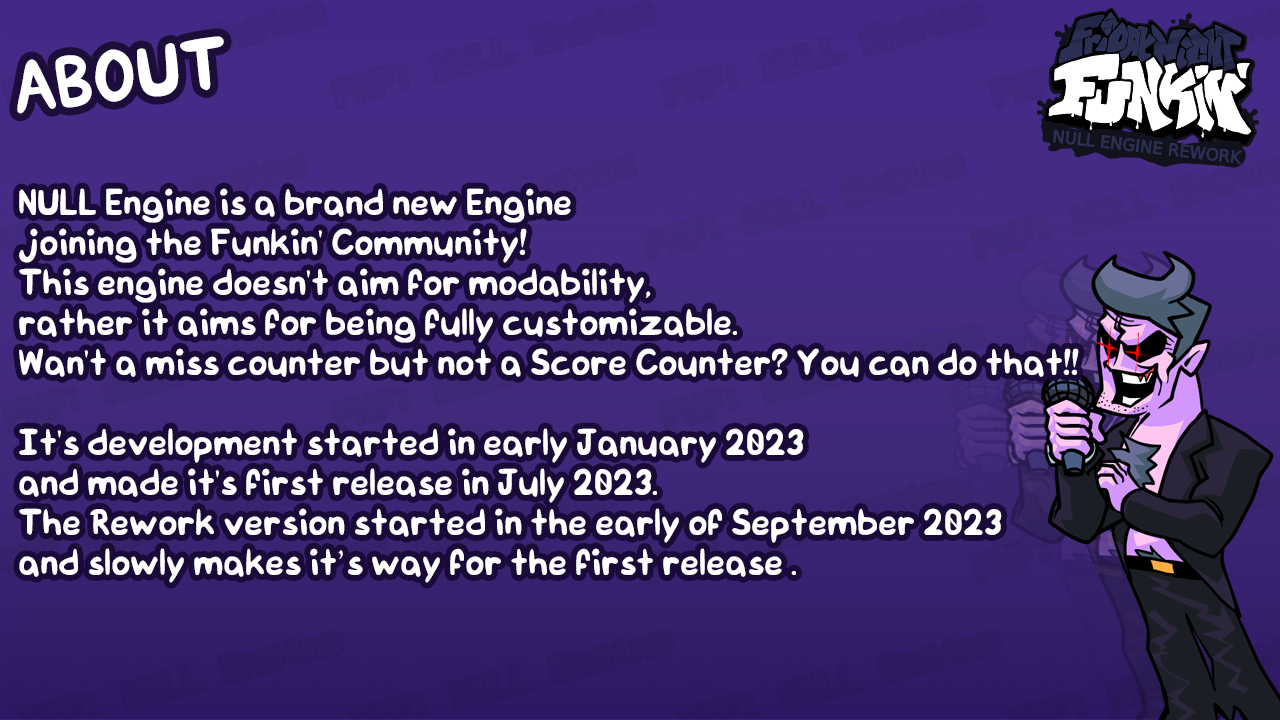 ABOUT
FRIDAY NIGHT
FUNKIN'
NULL ENGINE REWORK
NULL Engine is a brand new Engine
joining the Funkin' Community!
This engine doesn't aim for modability,
rather it aims for being fully customizable.
Wan't a miss counter but not a Score Counter? You can do that!!
It's development started in early January 2023
and made it's first release in July 2023.
The Rework version started in the early of September 2023
and slowly makes it's way for the first release .
FNF: NULL Engine